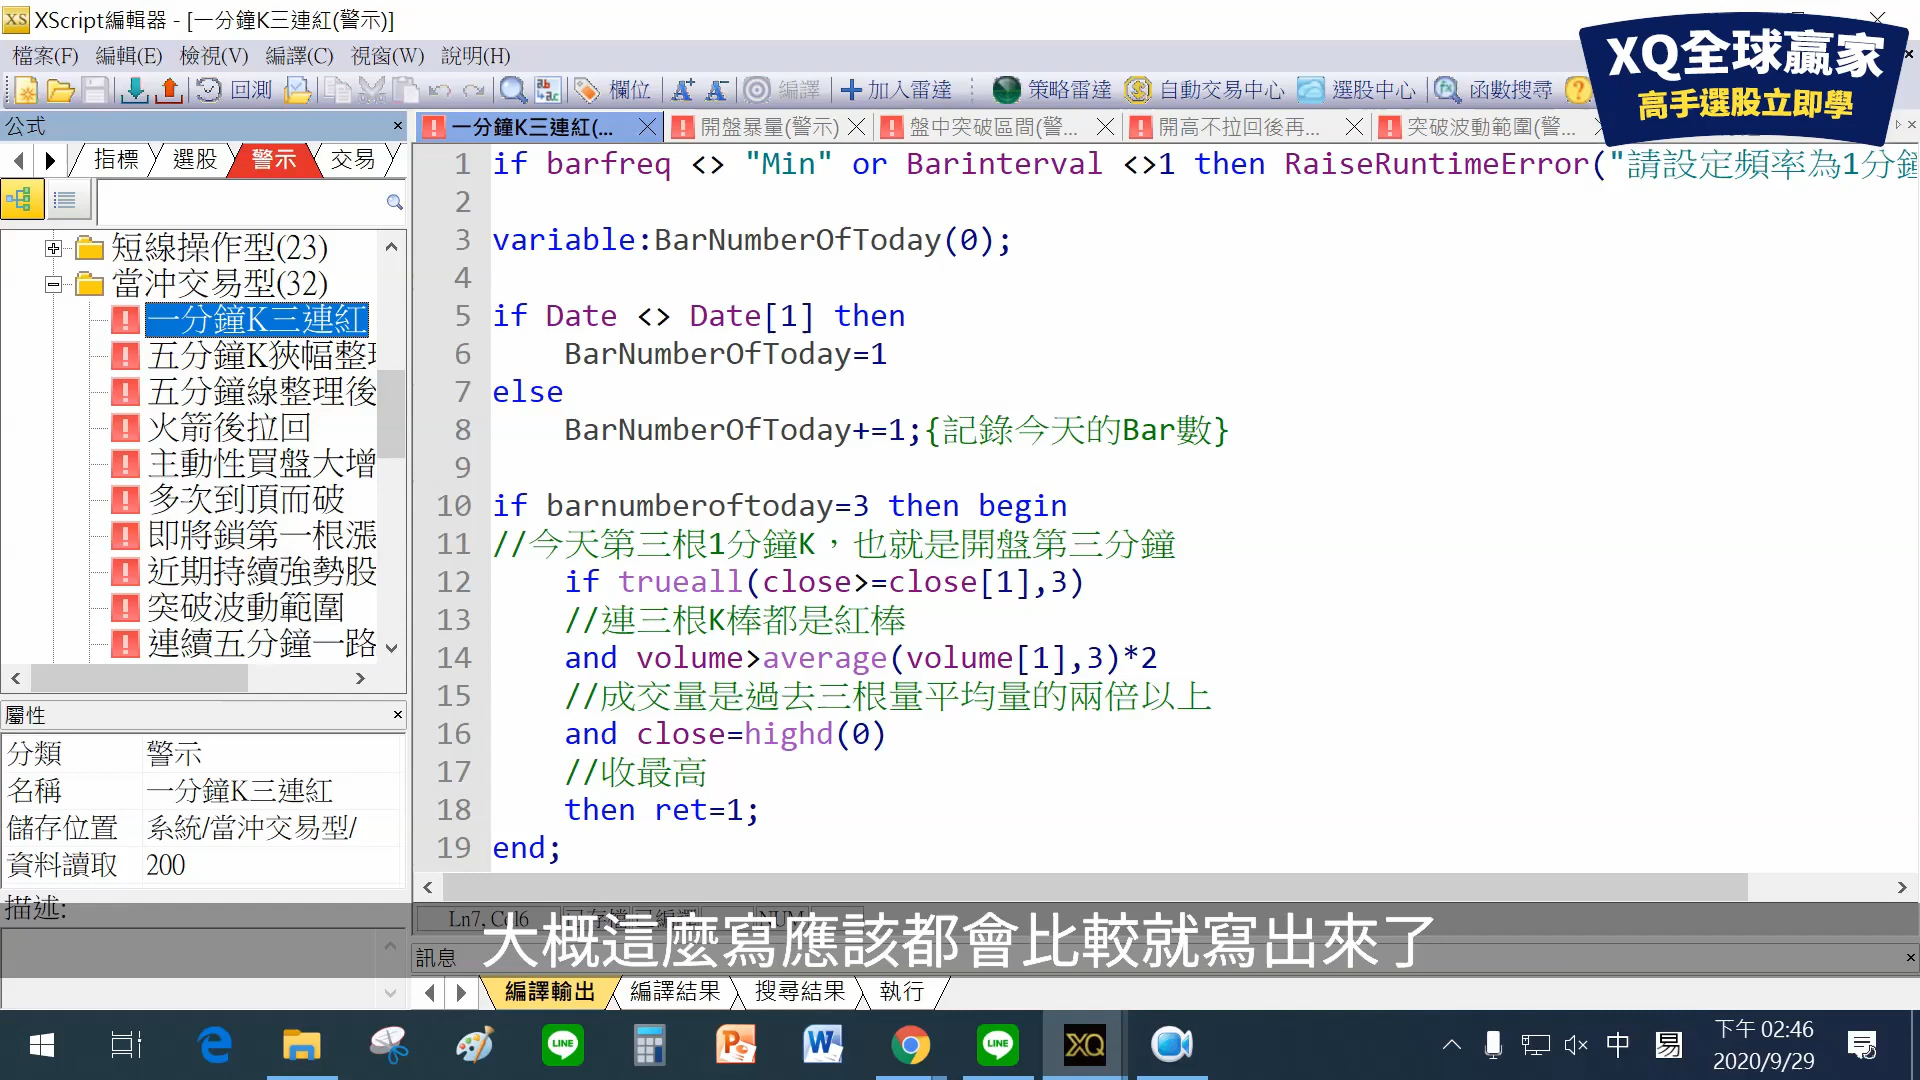 XScript編輯器 - [一分鐘K三連紅(警示)]
檔案(F) 編輯(E) 檢視(V) 編譯(C) 視窗(W) 說明(H)
XQ全球贏家
高手選股立即學
回測 欄位 編譯 加入雷達 策略雷達 自動交易中心 選股中心 函數搜尋
公式
一分鐘K三連紅(... 開盤暴量(警示) 盤中突破區間(警... 開高不拉回後再... 突破波動範圍(警...
指標 選股 警示 交易
短線操作型(23)
當沖交易型(32)
一分鐘K三連紅
五分鐘K狹幅整理
五分鐘線整理後
火箭後拉回
主動性買盤大增
多次到頂而破
即將鎖第一根漲
近期持續強勢股
突破波動範圍
連續五分鐘一路
屬性
分類 警示
名稱 一分鐘K三連紅
儲存位置 系統/當沖交易型/
資料讀取 200
描述:
1 if barfreq <> "Min" or Barinterval <>1 then RaiseRuntimeError("請設定頻率為1分鐘
2
3 variable:BarNumberOfToday(0);
4
5 if Date <> Date[1] then
6 BarNumberOfToday=1
7 else
8 BarNumberOfToday+=1;{記錄今天的Bar數}
9
10 if barnumberoftoday=3 then begin
11 //今天第三根1分鐘K，也就是開盤第三分鐘
12 if trueall(close>=close[1],3)
13 //連三根K棒都是紅棒
14 and volume>average(volume[1],3)*2
15 //成交量是過去三根量平均量的兩倍以上
16 and close=highd(0)
17 //收最高
18 then ret=1;
19 end;
Ln7, Col6 已存檔 已編譯 NUM
大概這麼寫應該都會比較就寫出來了
訊息
編譯輸出 編譯結果 搜尋結果 執行
中 易 下午 02:46
2020/9/29